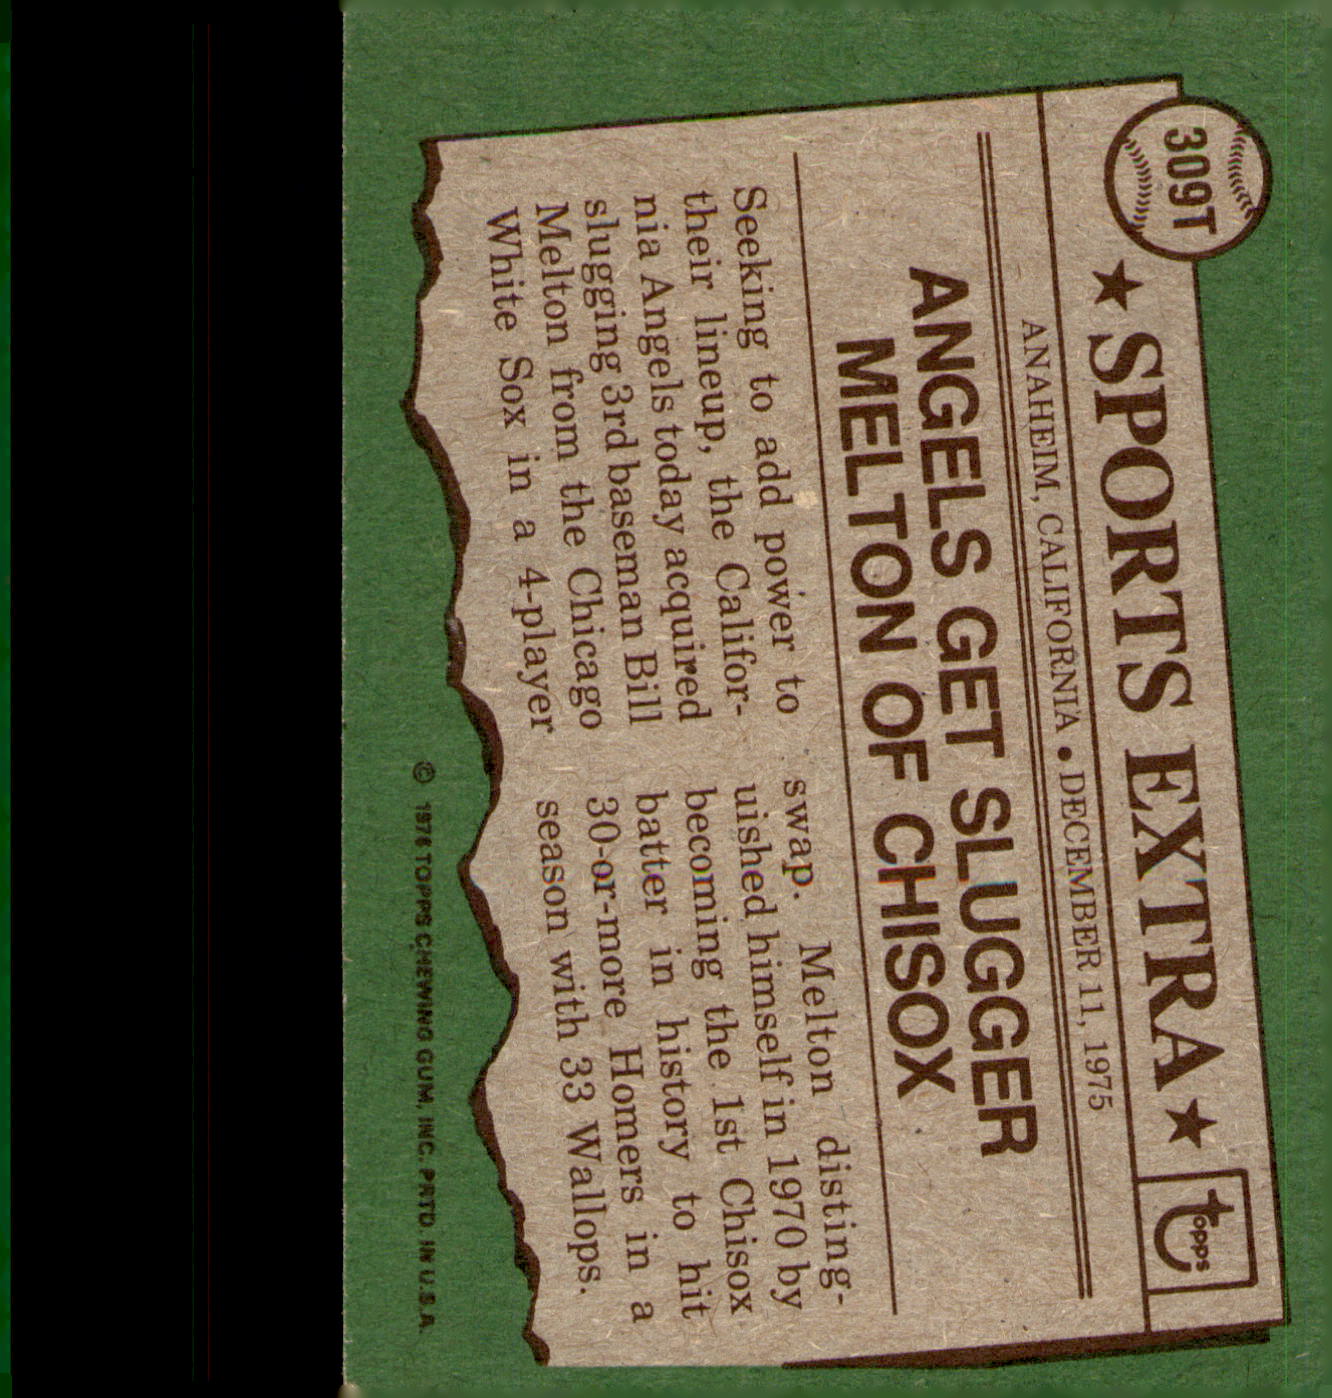 309T
★ SPORTS EXTRA ★
topps
ANAHEIM, CALIFORNIA • DECEMBER 11, 1975
ANGELS GET SLUGGER
MELTON OF CHISOX
Seeking to add power to
their lineup, the Califor-
nia Angels today acquired
slugging 3rd baseman Bill
Melton from the Chicago
White Sox in a 4-player
swap. Melton disting-
uished himself in 1970 by
becoming the 1st Chisox
batter in history to hit
30-or-more Homers in a
season with 33 Wallops.
© 1976 TOPPS CHEWING GUM, INC. PRTD. IN U.S.A.